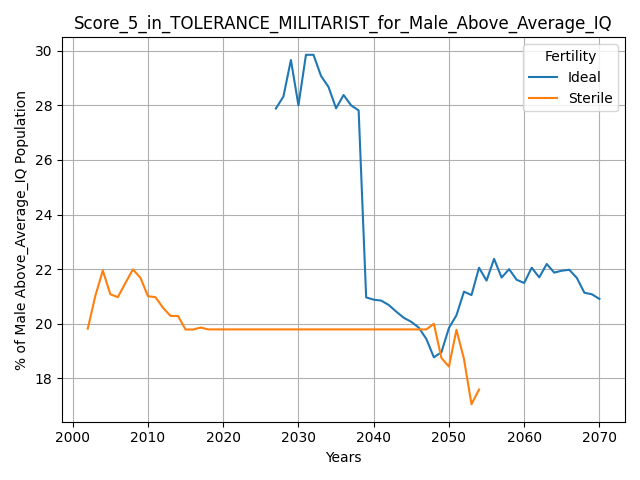 Score_5_in_TOLERANCE_MILITARIST_for_Male_Above_Average_IQ
Fertility
Ideal
Sterile
% of Male Above_Average_IQ Population
30
28
26
24
22
20
18
2000 2010 2020 2030 2040 2050 2060 2070
Years